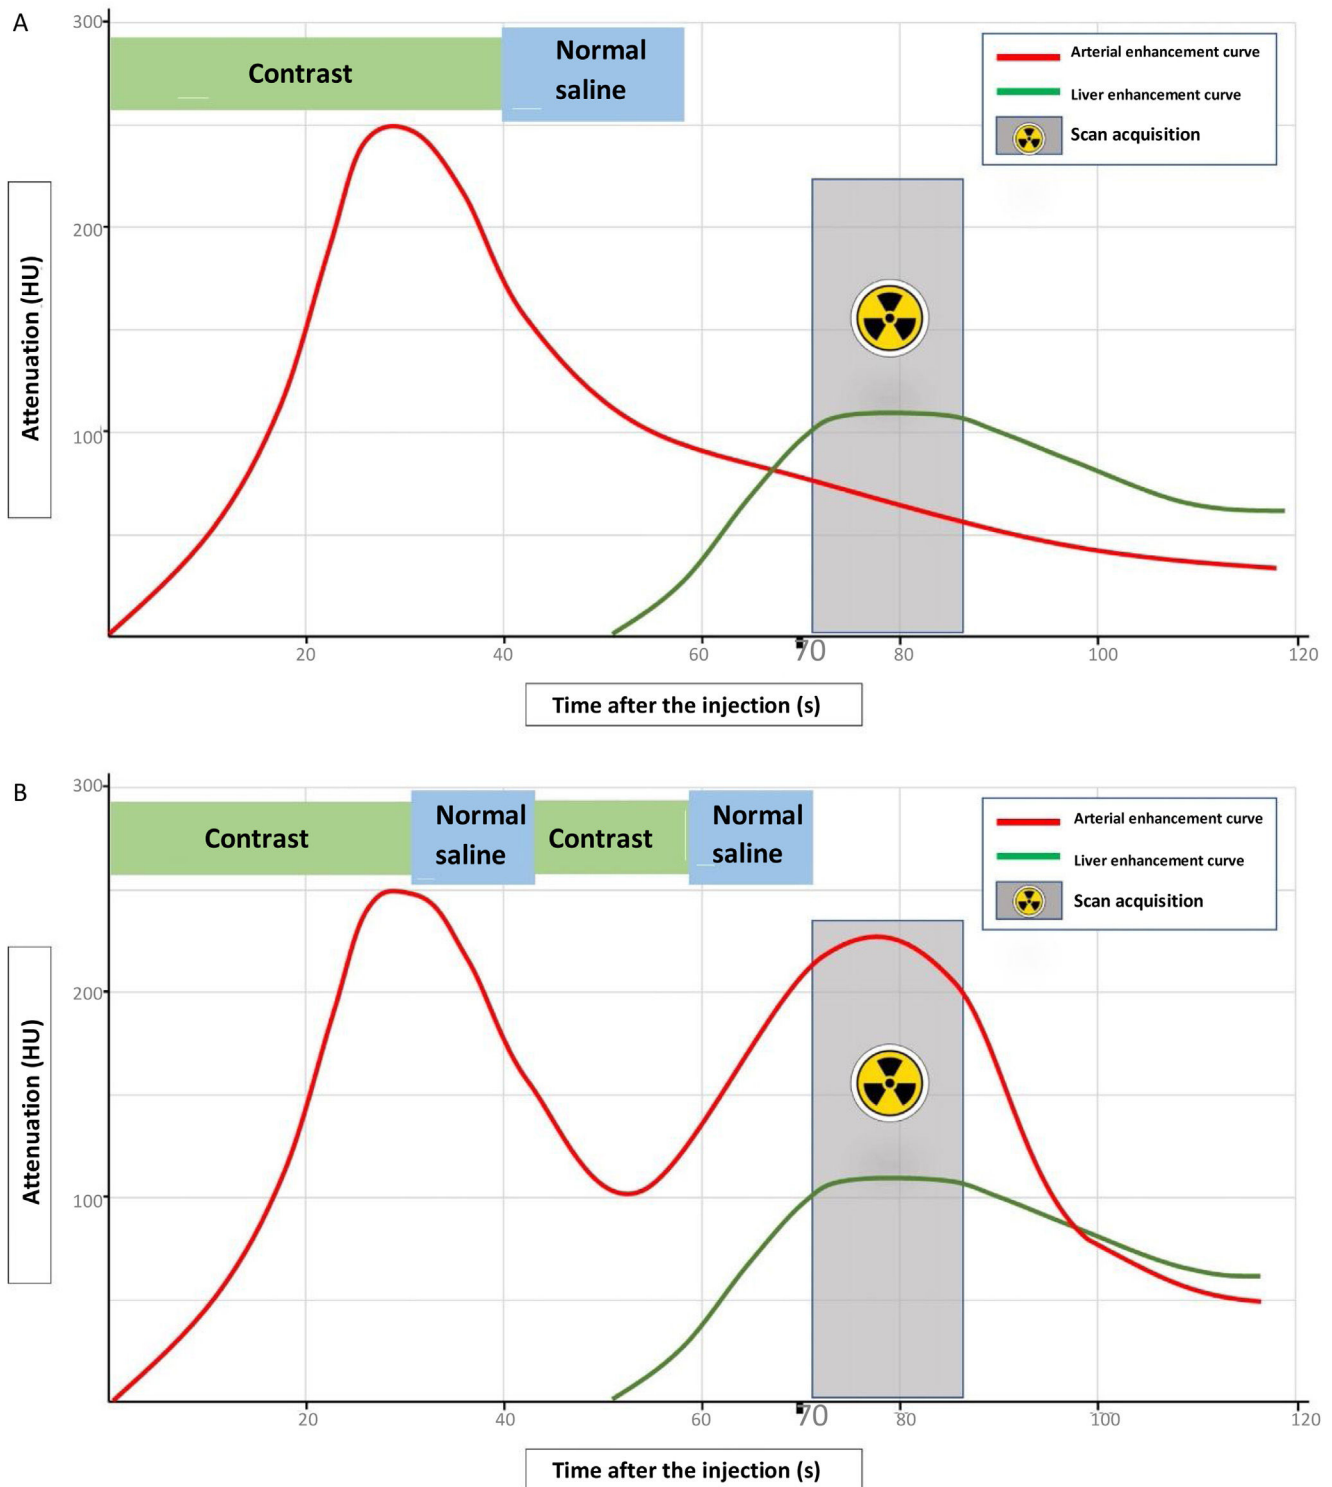 A
300
Contrast
Normal
saline
Arterial enhancement curve
Liver enhancement curve
Scan acquisition
200
100
Attenuation (HU)
20
40
60
70
80
100
120
Time after the injection (s)
B
300
Contrast
Normal
saline
Contrast
Normal
saline
Arterial enhancement curve
Liver enhancement curve
Scan acquisition
200
100
Attenuation (HU)
20
40
60
70
80
100
120
Time after the injection (s)